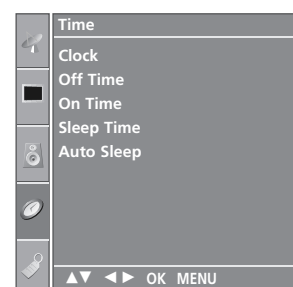 Time
Clock
Off Time
On Time
Sleep Time
Auto Sleep
▲▼ ◄► OK MENU